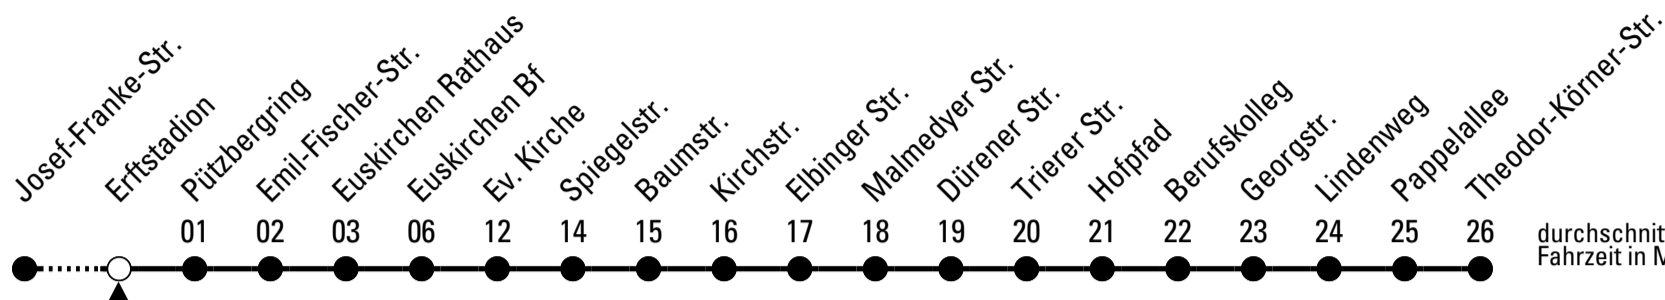 Josef-Franke-Str.
Erftstadion
Pützbergring
Emil-Fischer-Str.
Euskirchen Rathaus
Euskirchen Bf
Ev. Kirche
Spiegelstr.
Baumstr.
Kirchstr.
Elbinger Str.
Malmedyer Str.
Dürener Str.
Trierer Str.
Hofpfad
Berufskolleg
Georgstr.
Lindenweg
Pappelallee
Theodor-Körner-Str.
01 02 03 06 12 14 15 16 17 18 19 20 21 22 23 24 25 26
durchschnit
Fahrzeit in M